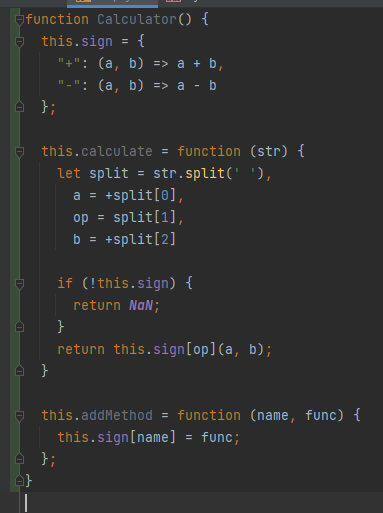 function Calculator() {
  this.sign = {
    "+": (a, b) => a + b,
    "-": (a, b) => a - b
  };

  this.calculate = function (str) {
    let split = str.split(' '),
      a = +split[0],
      op = split[1],
      b = +split[2]

    if (!this.sign) {
      return NaN;
    }
    return this.sign[op](a, b);
  }

  this.addMethod = function (name, func) {
    this.sign[name] = func;
  };
}